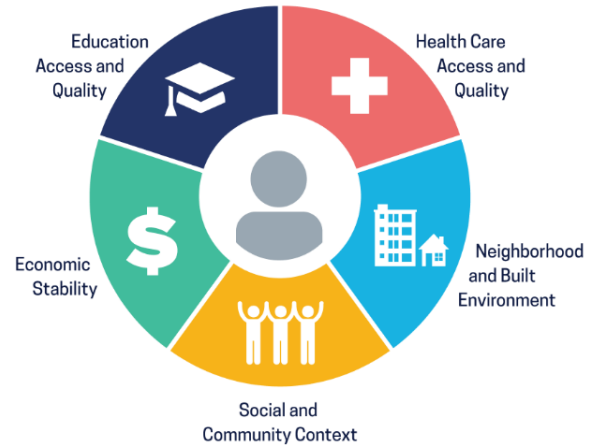 Education
Access and
Quality
Health Care
Access and
Quality
$
Economic
Stability
Neighborhood
and Built
Environment
Social and
Community Context